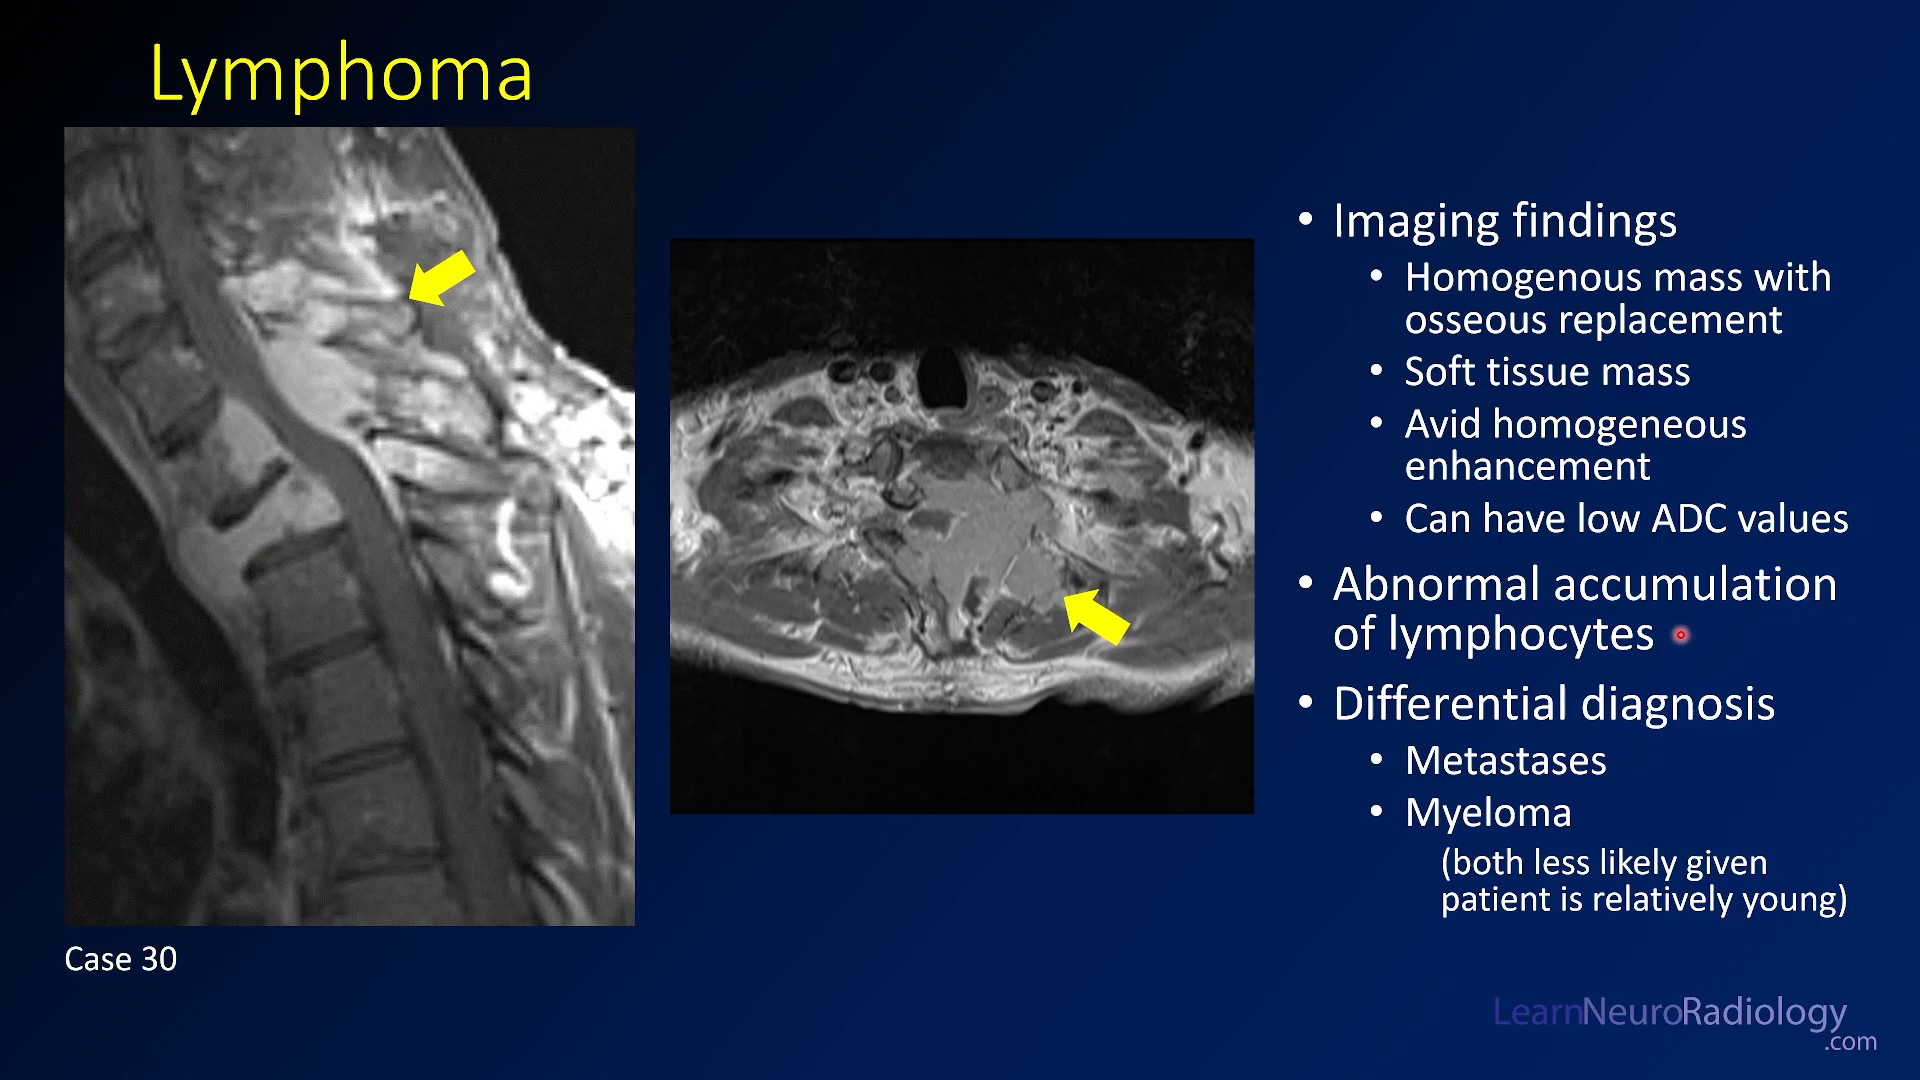 Lymphoma
• Imaging findings
• Homogenous mass with
osseous replacement
• Soft tissue mass
• Avid homogeneous
enhancement
• Can have low ADC values
• Abnormal accumulation
of lymphocytes
• Differential diagnosis
• Metastases
• Myeloma
(both less likely given
patient is relatively young)
Case 30
LearnNeuroRadiology
.com